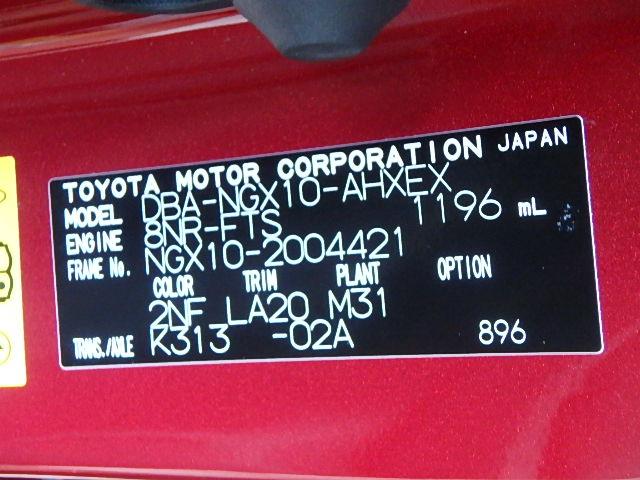 TOYOTA MOTOR CORPORATION JAPAN
MODEL DBA-NGX10-AHXEX
ENGINE 8NR-FTS 1196 mL
FRAME No. NGX10-2004421
COLOR TRIM PLANT OPTION
2NF LA20 M31
TRANS./AXLE K313 -02A 896